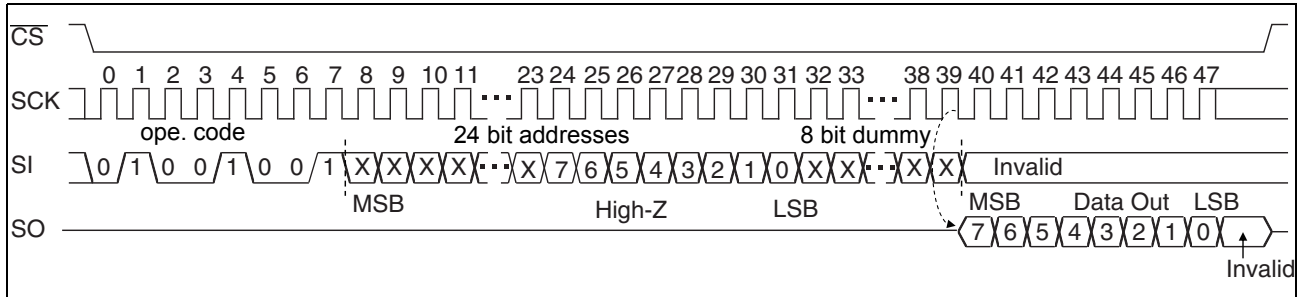 CS
0 1 2 3 4 5 6 7 8 9 10 11 23 24 25 26 27 28 29 30 31 32 33 38 39 40 41 42 43 44 45 46 47
SCK
ope. code 24 bit addresses 8 bit dummy
SI 0 1 0 0 1 0 0 1 X X X X X 7 6 5 4 3 2 1 0 X X X X Invalid
MSB High-Z LSB MSB Data Out LSB
SO 7 6 5 4 3 2 1 0
Invalid